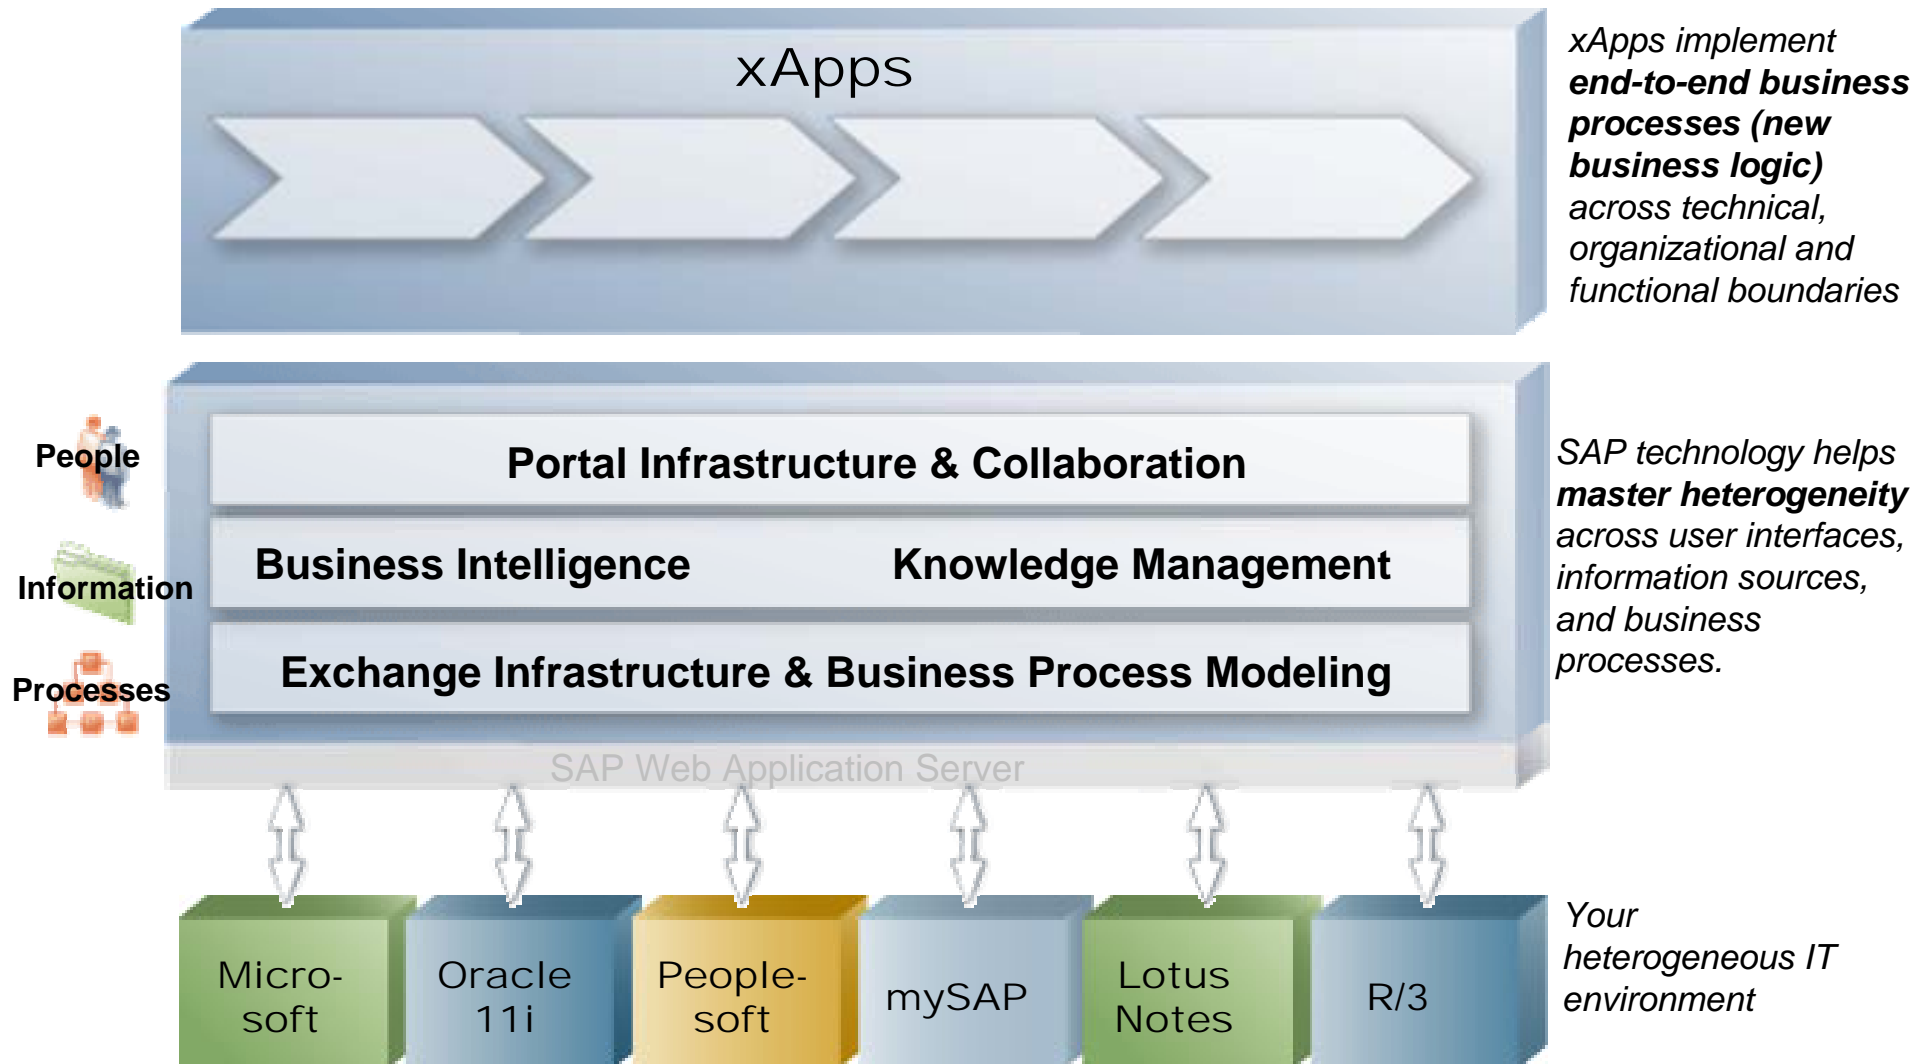 xApps
xApps implement
end-to-end business
processes (new
business logic)
across technical,
organizational and
functional boundaries
People
Portal Infrastructure & Collaboration
Information
Business Intelligence Knowledge Management
Processes
Exchange Infrastructure & Business Process Modeling
SAP Web Application Server
SAP technology helps
master heterogeneity
across user interfaces,
information sources,
and business
processes.
Micro-
soft
Oracle
11i
People-
soft
mySAP
Lotus
Notes
R/3
Your
heterogeneous IT
environment